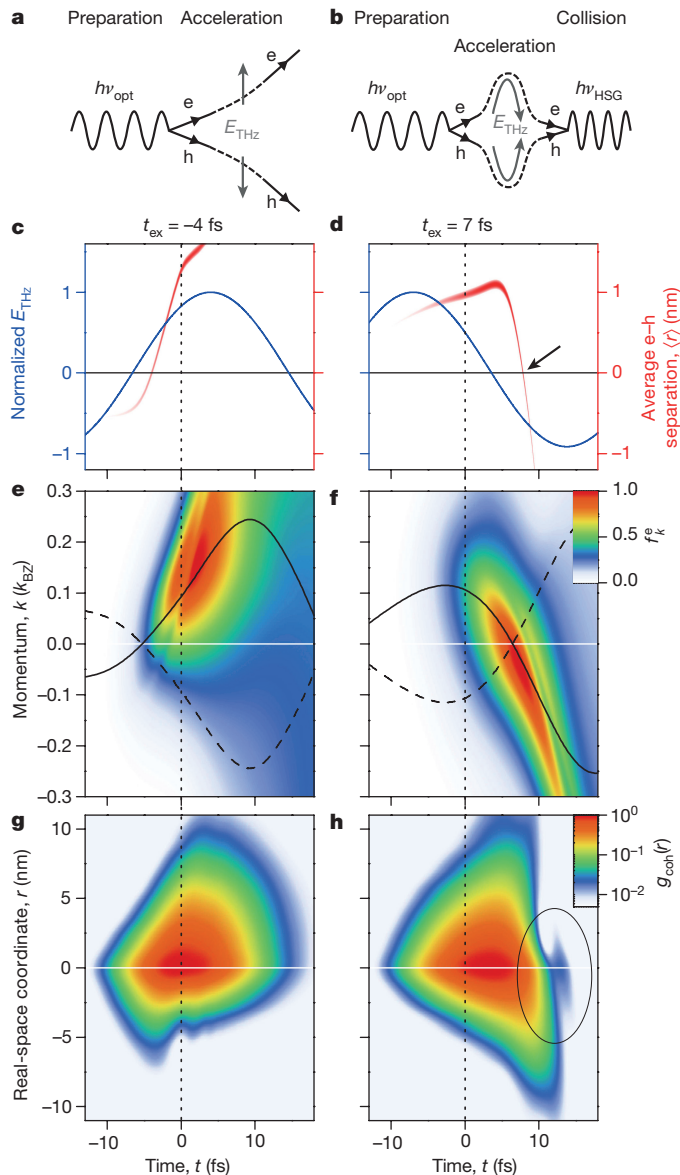 a Preparation Acceleration
b Preparation Collision
Acceleration
hν_opt e h E_THz
hν_opt e h E_THz e h hν_HSG
c t_ex = −4 fs
d t_ex = 7 fs
Normalized E_THz
1
0
−1
Average e–h separation, ⟨r⟩ (nm)
1
0
−1
e
f
Momentum, k (k_BZ)
0.3
0.2
0.1
0.0
−0.1
−0.2
−0.3
1.0
0.5
0.0
f_k^e
g
h
Real-space coordinate, r (nm)
10
5
0
−5
−10
10^0
10^−1
10^−2
g_coh(r)
−10 0 10
−10 0 10
Time, t (fs)
Time, t (fs)